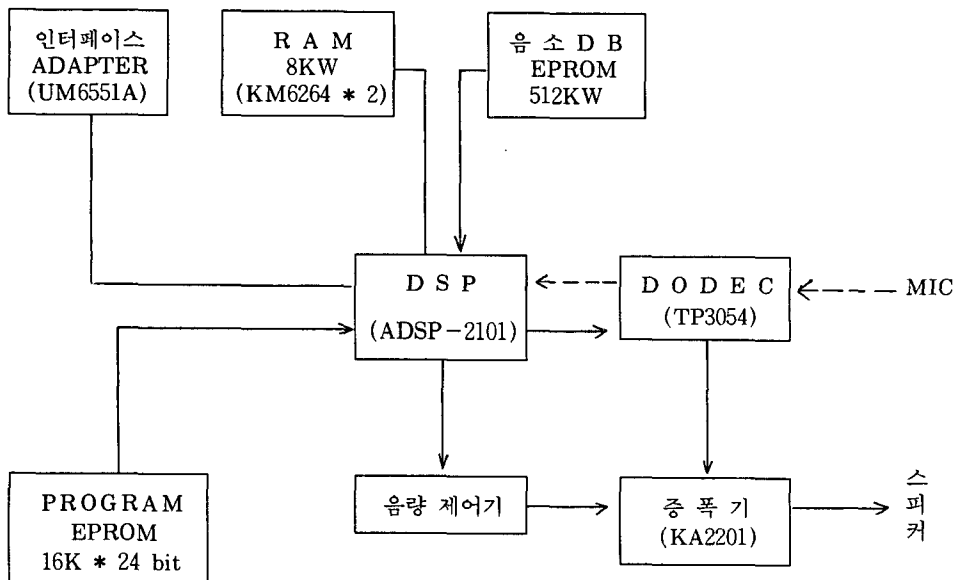 인터페이스
ADAPTER
(UM6551A)
R A M
8KW
(KM6264 * 2)
음 소 D B
EPROM
512KW
D S P
(ADSP-2101)
D O D E C
(TP3054)
MIC
PROGRAM
EPROM
16K * 24 bit
음량 제어기
증 폭 기
(KA2201)
스
피
커